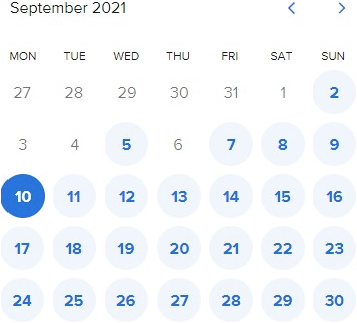 September 2021
MON TUE WED THU FRI SAT SUN
27 28 29 30 31 1 2
3 4 5 6 7 8 9
10 11 12 13 14 15 16
17 18 19 20 21 22 23
24 25 26 27 28 29 30